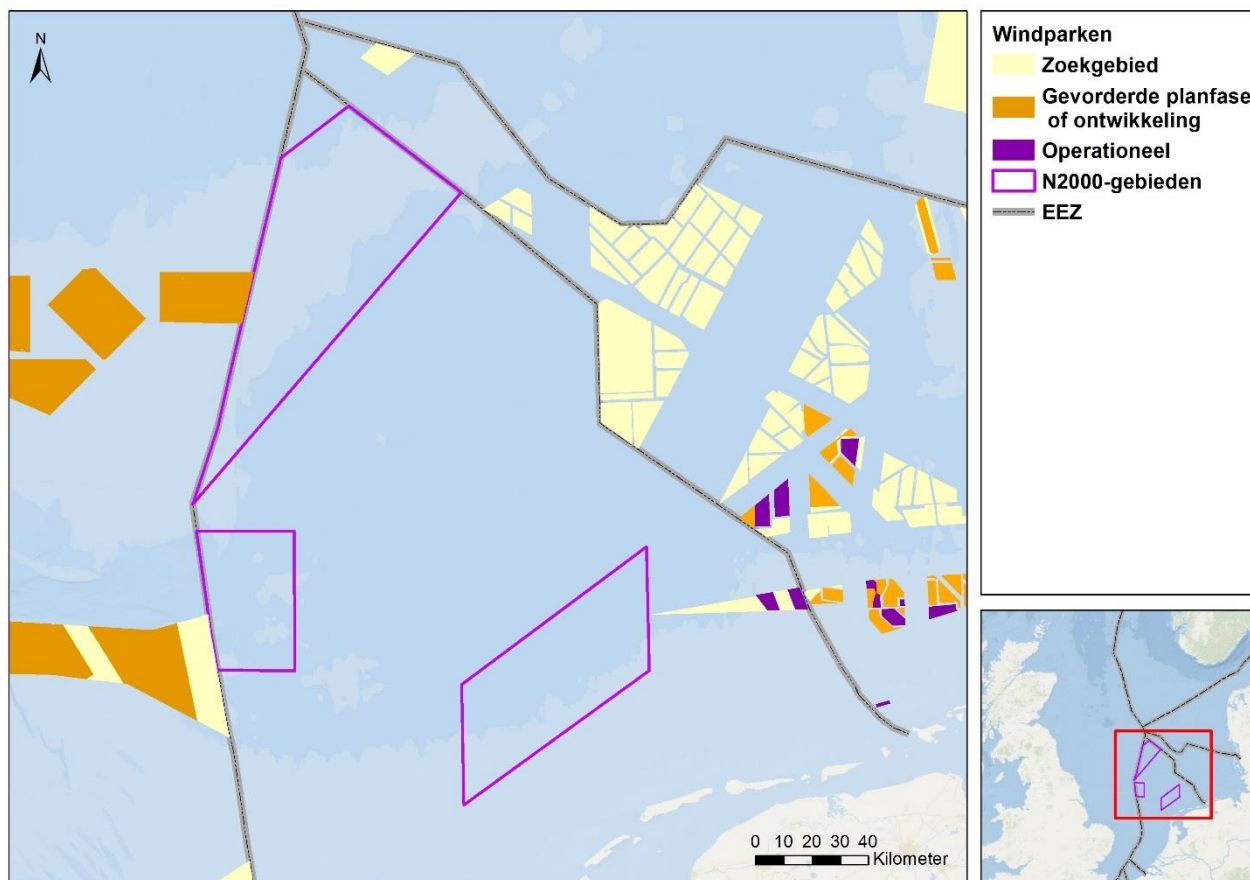 N
Windparken
Zoekgebied
Gevorderde planfase
of ontwikkeling
Operationeel
N2000-gebieden
EEZ
0 10 20 30 40
Kilometer